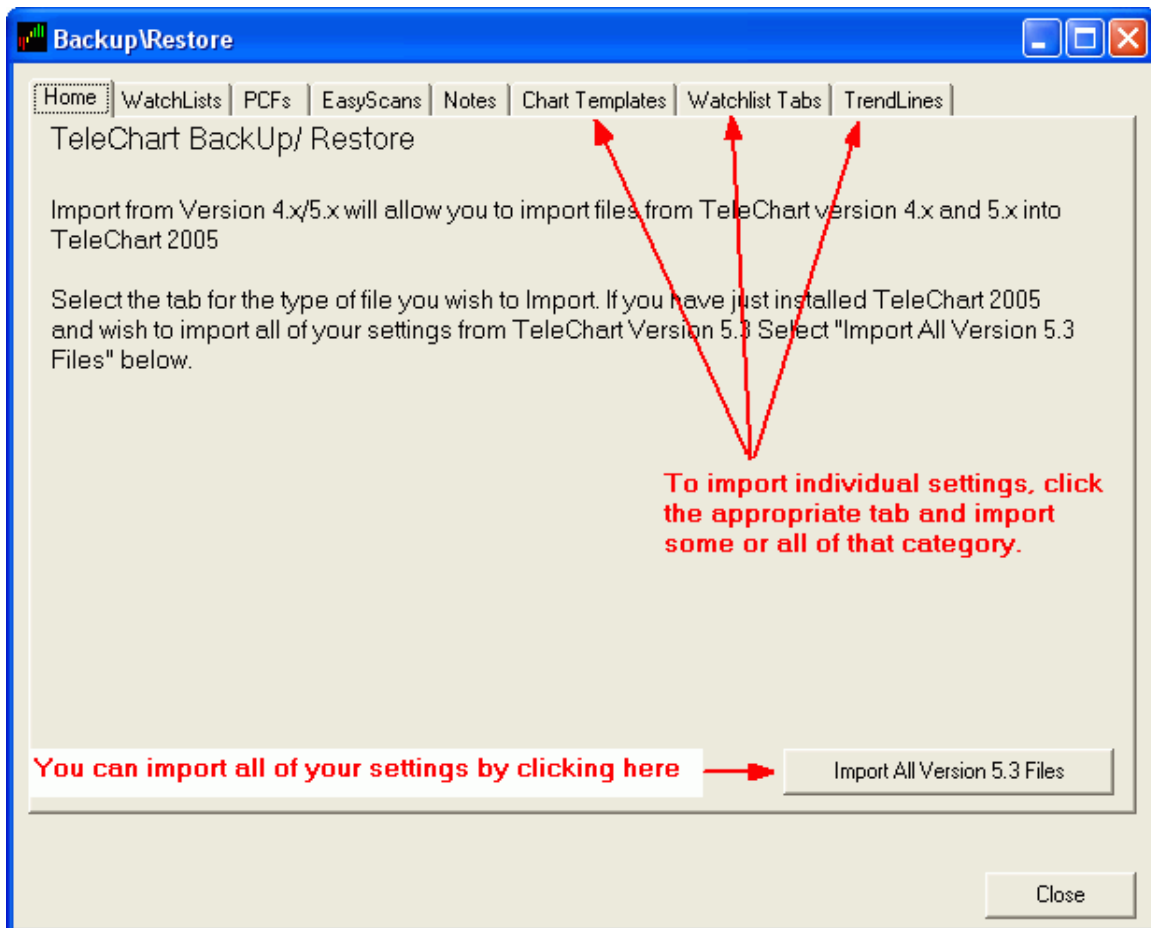 Backup\Restore
Home WatchLists PCFs EasyScans Notes Chart Templates Watchlist Tabs TrendLines
TeleChart BackUp/ Restore
Import from Version 4.x/5.x will allow you to import files from TeleChart version 4.x and 5.x into
TeleChart 2005
Select the tab for the type of file you wish to Import. If you have just installed TeleChart 2005
and wish to import all of your settings from TeleChart Version 5.3 Select "Import All Version 5.3
Files" below.
To import individual settings, click
the appropriate tab and import
some or all of that category.
You can import all of your settings by clicking here
Import All Version 5.3 Files
Close